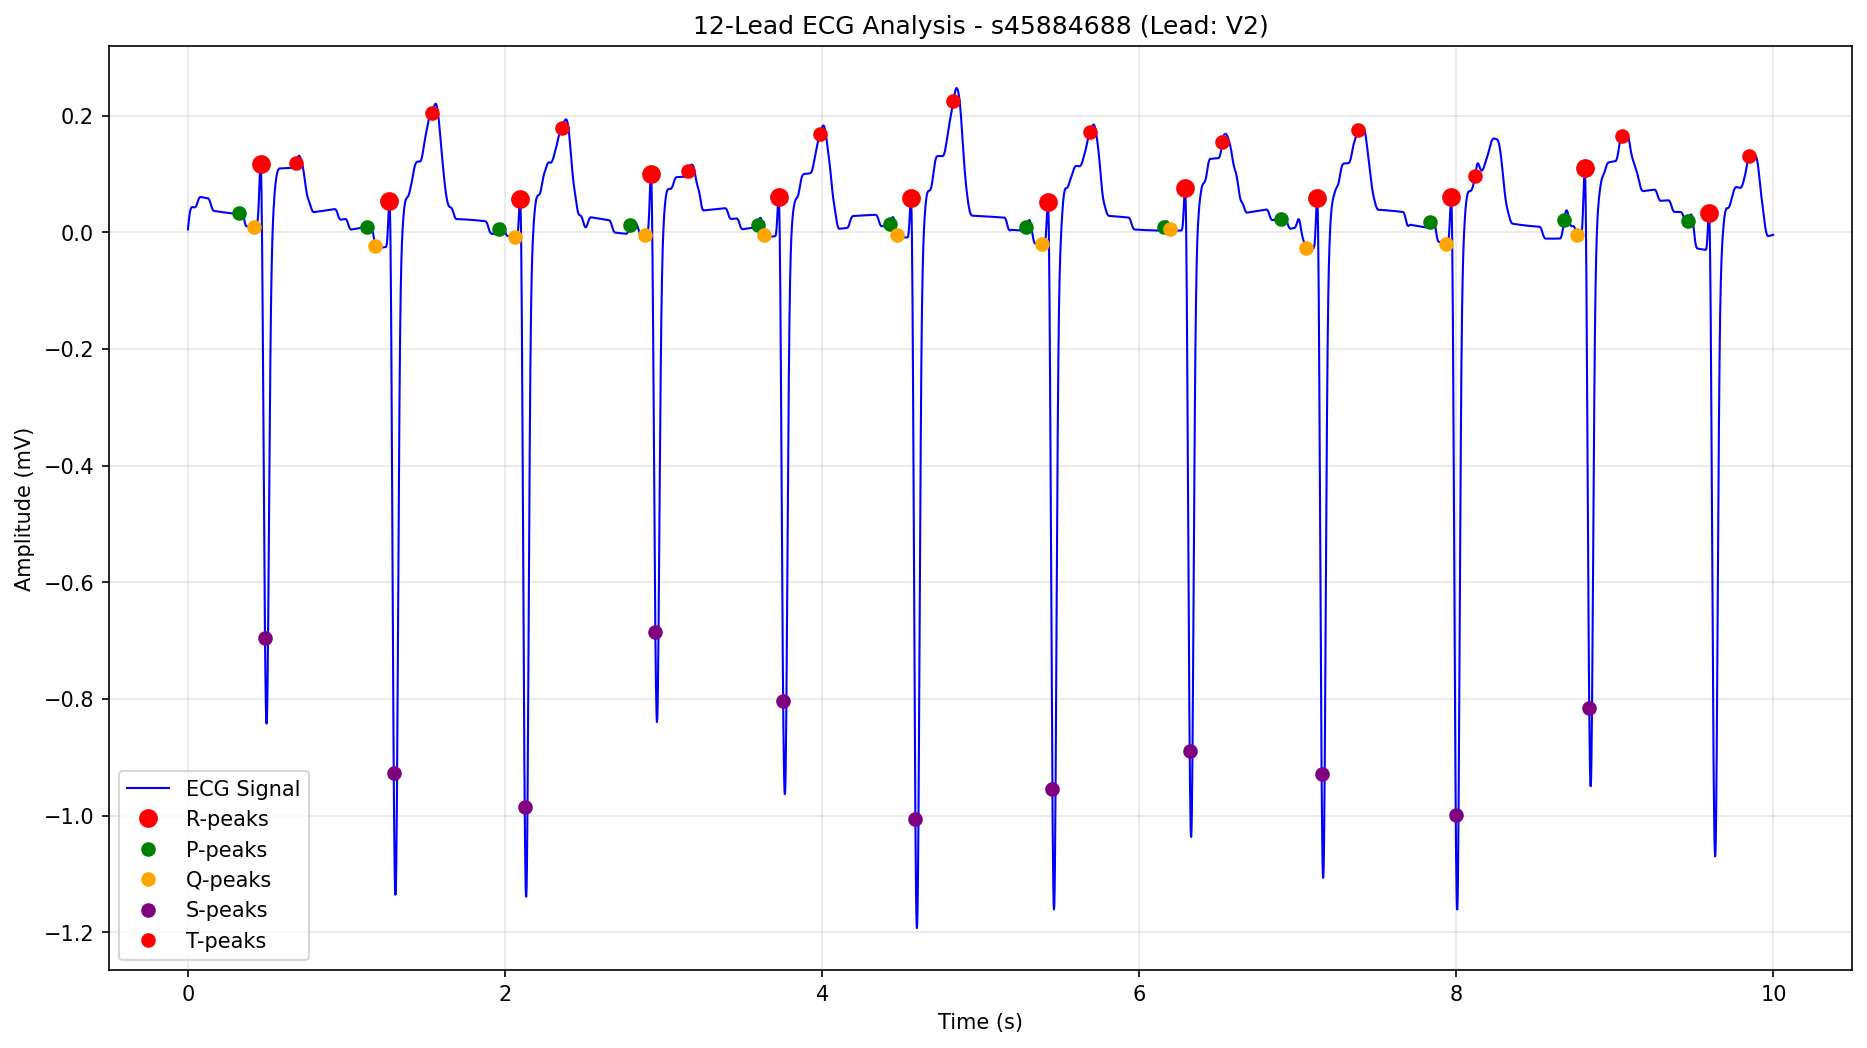 12-Lead ECG Analysis - s45884688 (Lead: V2)
Amplitude (mV)
0.2
0.0
−0.2
−0.4
−0.6
−0.8
−1.0
−1.2
ECG Signal
R-peaks
P-peaks
Q-peaks
S-peaks
T-peaks
0 2 4 6 8 10
Time (s)